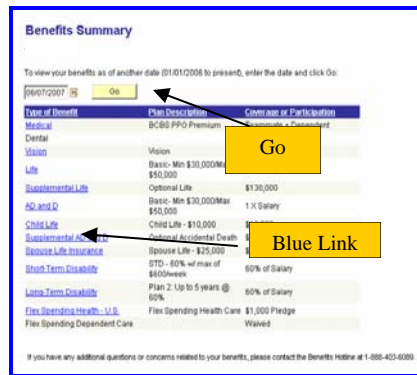 Benefits Summary
To view your benefits as of another date (01/01/2006 to present), enter the date and click Go:
06/07/2007 Go
Type of Benefit Plan Description Coverage or Participation
Medical BCBS PPO Premium Dependent
Go
Dental
Vision Vision
Life Basic- Min $30,000/Max
$50,000
Supplemental Life Optional Life $130,000
AD and D Basic- Min $30,000/Max
$50,000 1 X Salary
Child Life Child Life - $10,000
Supplemental Optional Accidental Death
Blue Link
Spouse Life Insurance Spouse Life - $25,000
Short-Term Disability STD - 60% w/ max of
$600/week 60% of Salary
Long-Term Disability Plan 2: Up to 5 years @
60% 60% of Salary
Flex Spending Health - U.S. Flex Spending Health Care $1,000 Pledge
Flex Spending Dependent Care Waived
If you have any additional questions or concerns related to your benefits, please contact the Benefits Hotline at 1-888-403-6089.